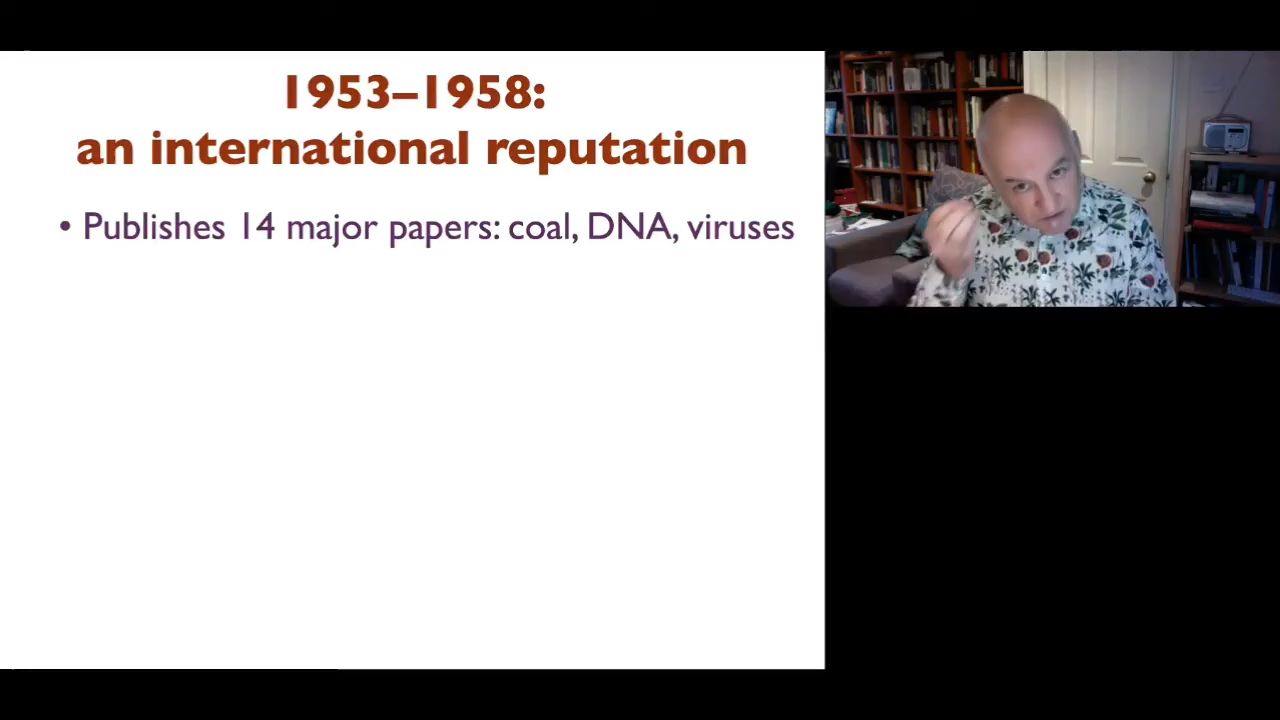 1953–1958:
an international reputation
• Publishes 14 major papers: coal, DNA, viruses